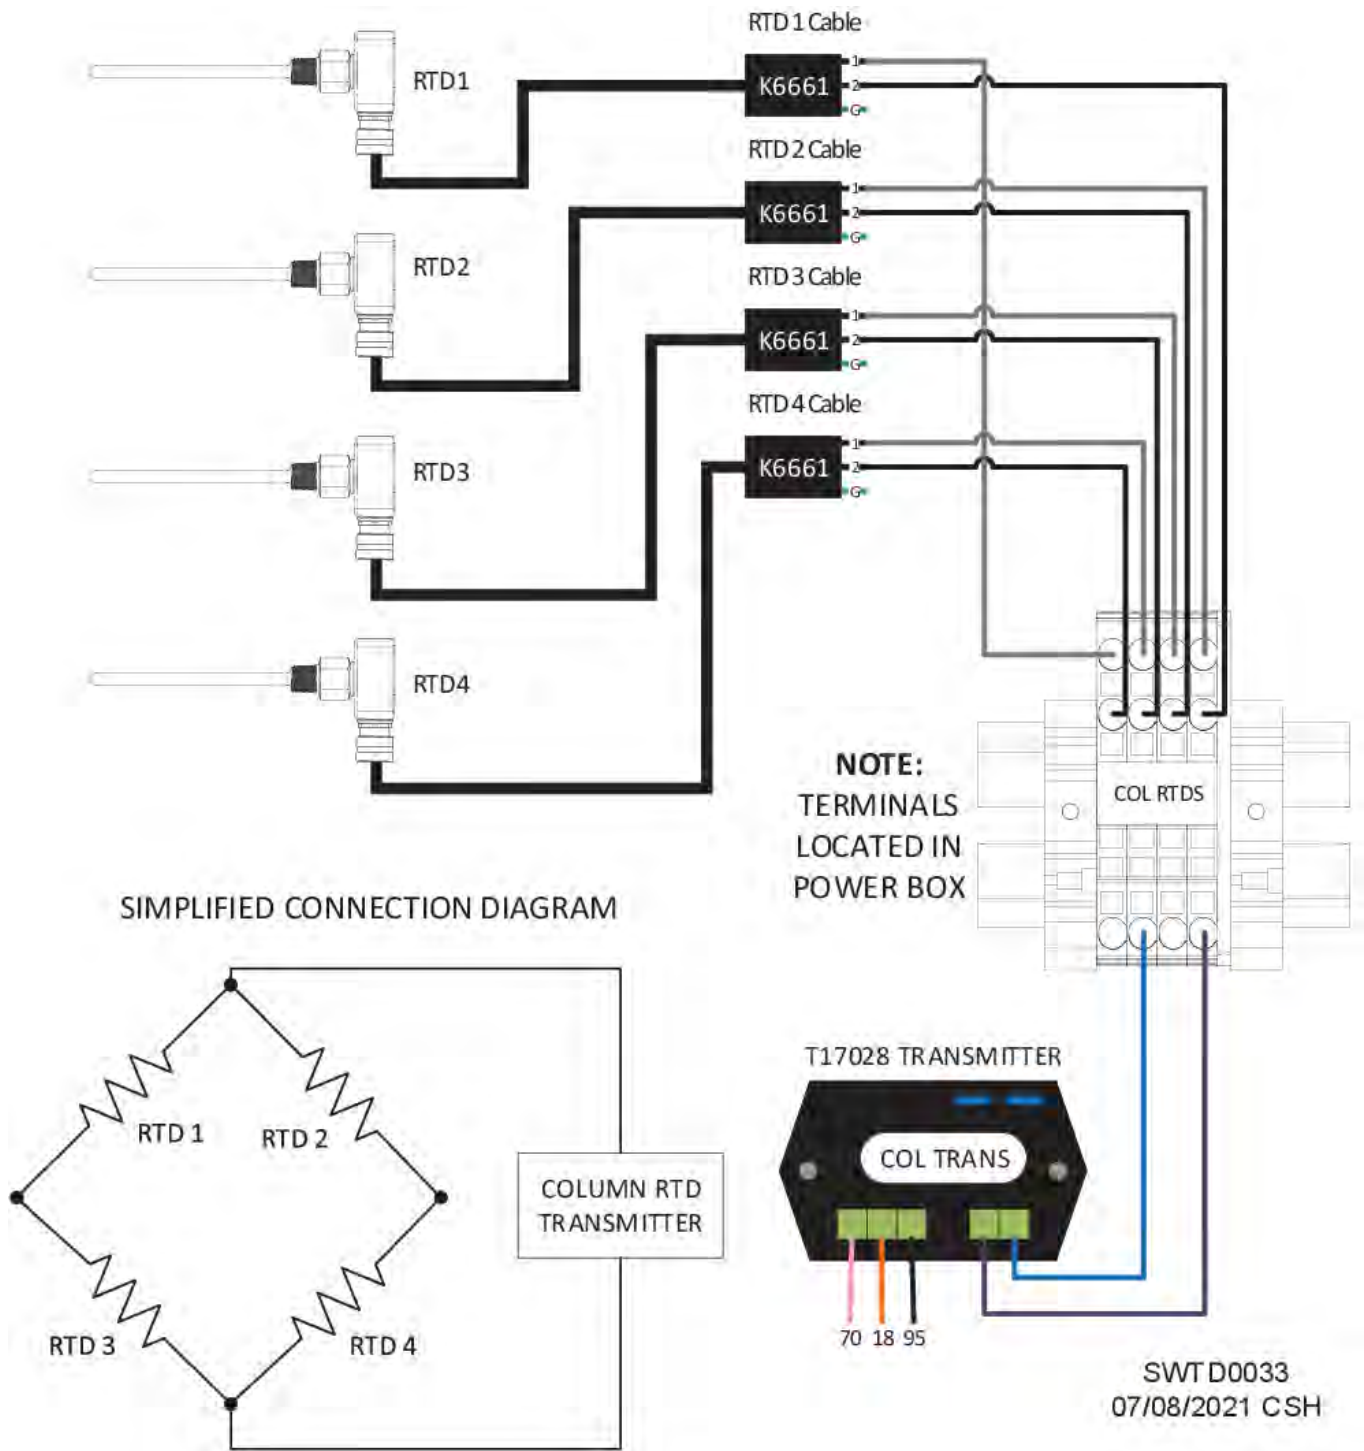 RTD 1 Cable
RTD1
K6661
1
2
G
RTD 2 Cable
RTD2
K6661
1
2
G
RTD 3 Cable
K6661
1
2
G
RTD 4 Cable
RTD3
K6661
1
2
G
RTD4
NOTE:
TERMINALS
LOCATED IN
POWER BOX
COL RTDS
SIMPLIFIED CONNECTION DIAGRAM
RTD 1
RTD 2
RTD 3
RTD 4
COLUMN RTD
TRANSMITTER
T17028 TRANSMITTER
COL TRANS
70 18 95
SWTD0033
07/08/2021 CSH